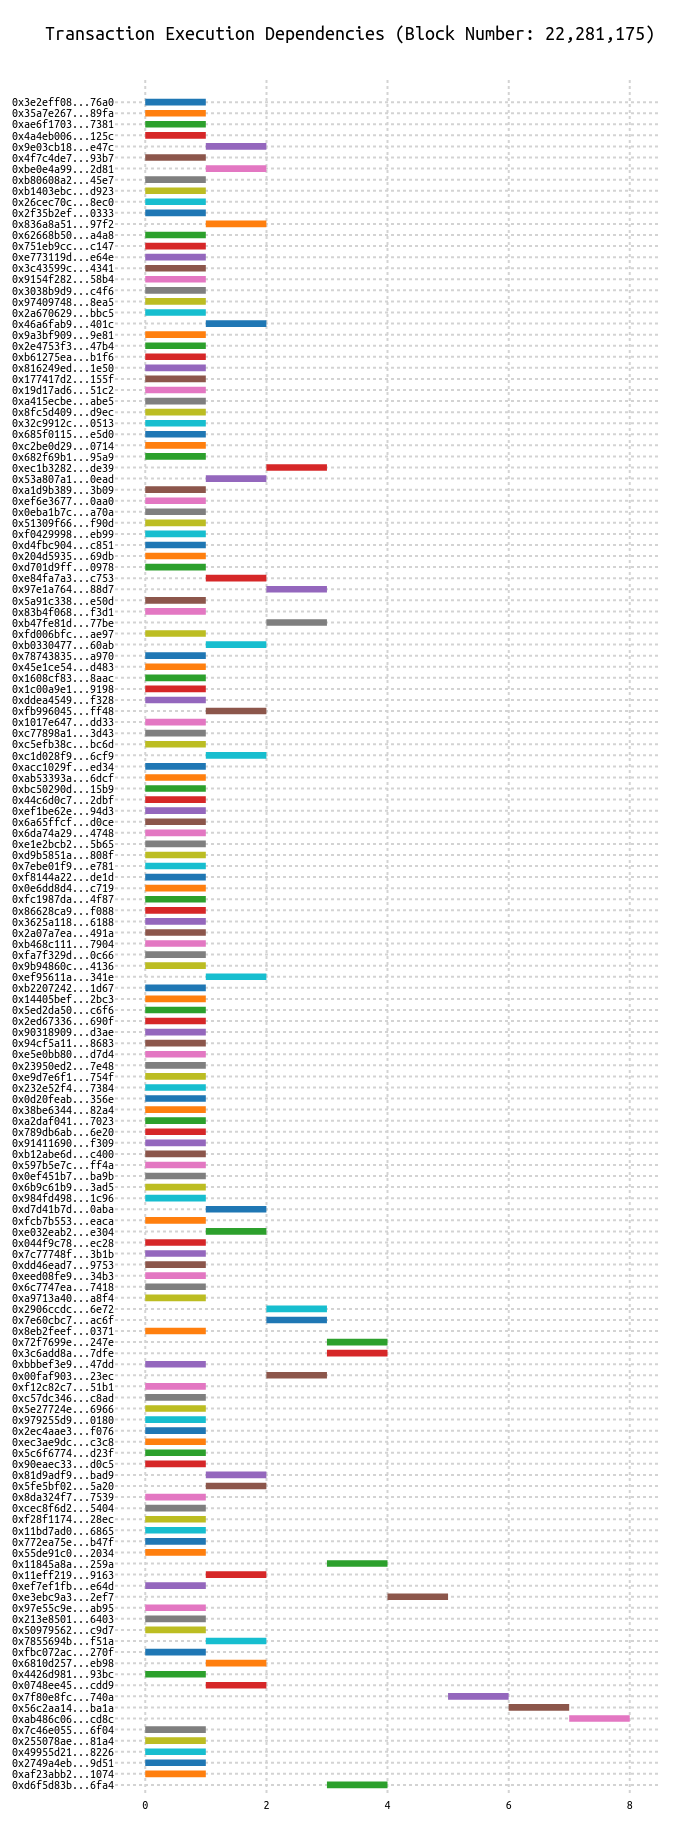 Transaction Execution Dependencies (Block Number: 22,281,175)
0x3e2eff08...76a0
0x35a7e267...89fa
0xae6f1703...7381
0x4a4eb006...125c
0x9e03cb18...e47c
0x4f7c4de7...93b7
0xbe0e4a99...2d81
0xb80608a2...45e7
0xb1403ebc...d923
0x26cec70c...8ec0
0x2f35b2ef...0333
0x836a8a51...97f2
0x62668b50...a4a8
0x751eb9cc...c147
0xe773119d...e64e
0x3c43599c...4341
0x9154f282...58b4
0x3038b9d9...c4f6
0x97409748...8ea5
0x2a670629...bbc5
0x46a6fab9...401c
0x9a3bf909...9e81
0x2e4753f3...47b4
0xb61275ea...b1f6
0x816249ed...1e50
0x177417d2...155f
0x19d17ad6...51c2
0xa415ecbe...abe5
0x8fc5d409...d9ec
0x32c9912c...0513
0x685f0115...e5d0
0xc2be0d29...0714
0x682f69b1...95a9
0xec1b3282...de39
0x53a807a1...0ead
0xa1d9b389...3b09
0xef6e3677...0aa0
0x0eba1b7c...a70a
0x51309f66...f90d
0xf0429998...eb99
0xd4fbc904...c851
0x204d5935...69db
0xd701d9ff...0978
0xe84fa7a3...c753
0x97e1a764...88d7
0x5a91c338...e50d
0x83b4f068...f3d1
0xb47fe81d...77be
0xfd006bfc...ae97
0xb0330477...60ab
0x78743835...a970
0x45e1ce54...d483
0x1608cf83...8aac
0x1c00a9e1...9198
0xddea4549...f328
0xfb996045...ff48
0x1017e647...dd33
0xc77898a1...3d43
0xc5efb38c...bc6d
0xc1d028f9...6cf9
0xacc1029f...ed34
0xab53393a...6dcf
0xbc50290d...15b9
0x44c6d0c7...2dbf
0xef1be62e...94d3
0x6a65ffcf...d0ce
0x6da74a29...4748
0xe1e2bcb2...5b65
0xd9b5851a...808f
0x7ebe01f9...e781
0xf8144a22...de1d
0x0e6dd8d4...c719
0xfc1987da...4f87
0x86628ca9...f088
0x3625a118...6188
0x2a07a7ea...491a
0xb468c111...7904
0xfa7f329d...0c66
0x9b94860c...4136
0xef95611a...341e
0xb2207242...1d67
0x14405bef...2bc3
0x5ed2da50...c6f6
0x2ed67336...690f
0x90318909...d3ae
0x94cf5a11...8683
0xe5e0bb80...d7d4
0x23950ed2...7e48
0xe9d7e6f1...754f
0x232e52f4...7384
0x0d20feab...356e
0x38be6344...82a4
0xa2daf041...7023
0x789db6ab...6e20
0x91411690...f309
0xb12abe6d...c400
0x597b5e7c...ff4a
0x0ef451b7...ba9b
0x6b9c61b9...3ad5
0x984fd498...1c96
0xd7d41b7d...0aba
0xfcb7b553...eaca
0xe032eab2...e304
0x044f9c78...ec28
0x7c77748f...3b1b
0xdd46ead7...9753
0xeed08fe9...34b3
0x6c7747ea...7418
0xa9713a40...a8f4
0x2906ccdc...6e72
0x7e60cbc7...ac6f
0x8eb2feef...0371
0x72f7699e...247e
0x3c6add8a...7dfe
0xbbbef3e9...47dd
0x00faf903...23ec
0xf12c82c7...51b1
0xc57dc346...c8ad
0x5e27724e...6966
0x979255d9...0180
0x2ec4aae3...f076
0xec3ae9dc...c3c8
0x5c6f6774...d23f
0x90eaec33...d0c5
0x81d9adf9...bad9
0x5fe5bf02...5a20
0x8da324f7...7539
0xcec8f6d2...5404
0xf28f1174...28ec
0x11bd7ad0...6865
0x772ea75e...b47f
0x55de91c0...2034
0x11845a8a...259a
0x11eff219...9163
0xef7ef1fb...e64d
0xe3ebc9a3...2ef7
0x97e55c9e...ab95
0x213e8501...6403
0x50979562...c9d7
0x7855694b...f51a
0xfbc072ac...270f
0x6810d257...eb98
0x4426d981...93bc
0x0748ee45...cdd9
0x7f80e8fc...740a
0x56c2aa14...ba1a
0xab486c06...cd8c
0x7c46e055...6f04
0x255078ae...81a4
0x49955d21...8226
0x2749a4eb...9d51
0xaf23abb2...1074
0xd6f5d83b...6fa4
0 2 4 6 8